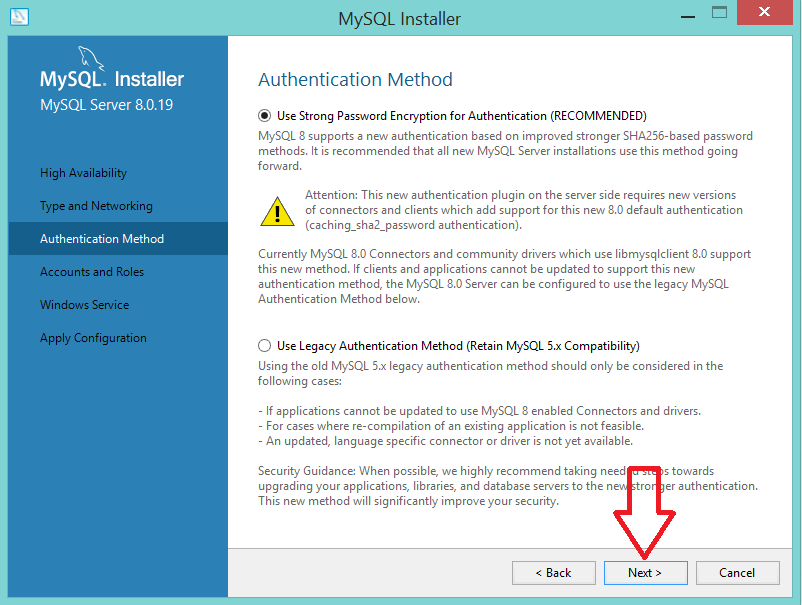 MySQL Installer
MySQL. Installer
MySQL Server 8.0.19
High Availability
Type and Networking
Authentication Method
Accounts and Roles
Windows Service
Apply Configuration
Authentication Method
Use Strong Password Encryption for Authentication (RECOMMENDED)
MySQL 8 supports a new authentication based on improved stronger SHA256-based password
methods. It is recommended that all new MySQL Server installations use this method going
forward.
Attention: This new authentication plugin on the server side requires new versions
of connectors and clients which add support for this new 8.0 default authentication
(caching_sha2_password authentication).
Currently MySQL 8.0 Connectors and community drivers which use libmysqlclient 8.0 support
this new method. If clients and applications cannot be updated to support this new
authentication method, the MySQL 8.0 Server can be configured to use the legacy MySQL
Authentication Method below.
Use Legacy Authentication Method (Retain MySQL 5.x Compatibility)
Using the old MySQL 5.x legacy authentication method should only be considered in the
following cases:
- If applications cannot be updated to use MySQL 8 enabled Connectors and drivers.
- For cases where re-compilation of an existing application is not feasible.
- An updated, language specific connector or driver is not yet available.
Security Guidance: When possible, we highly recommend taking needed steps towards
upgrading your applications, libraries, and database servers to the new stronger authentication.
This new method will significantly improve your security.
< Back
Next >
Cancel